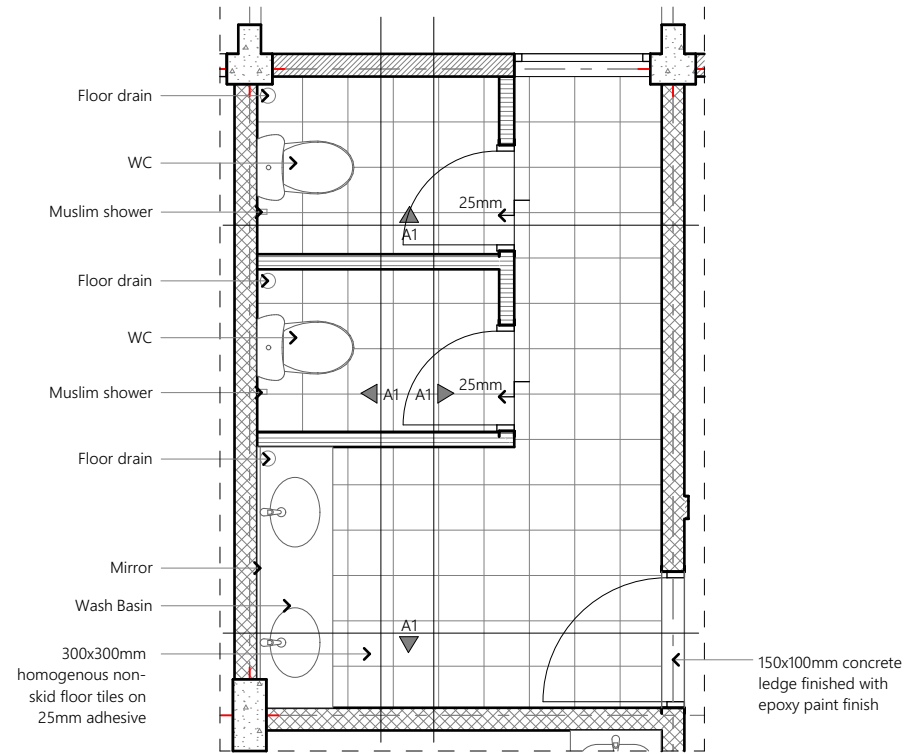 Floor drain
WC
Muslim shower
25mm
A1
Floor drain
WC
Muslim shower
A1
A1
25mm
Floor drain
Mirror
Wash Basin
A1
300x300mm
homogenous non-
skid floor tiles on
25mm adhesive
150x100mm concrete
ledge finished with
epoxy paint finish